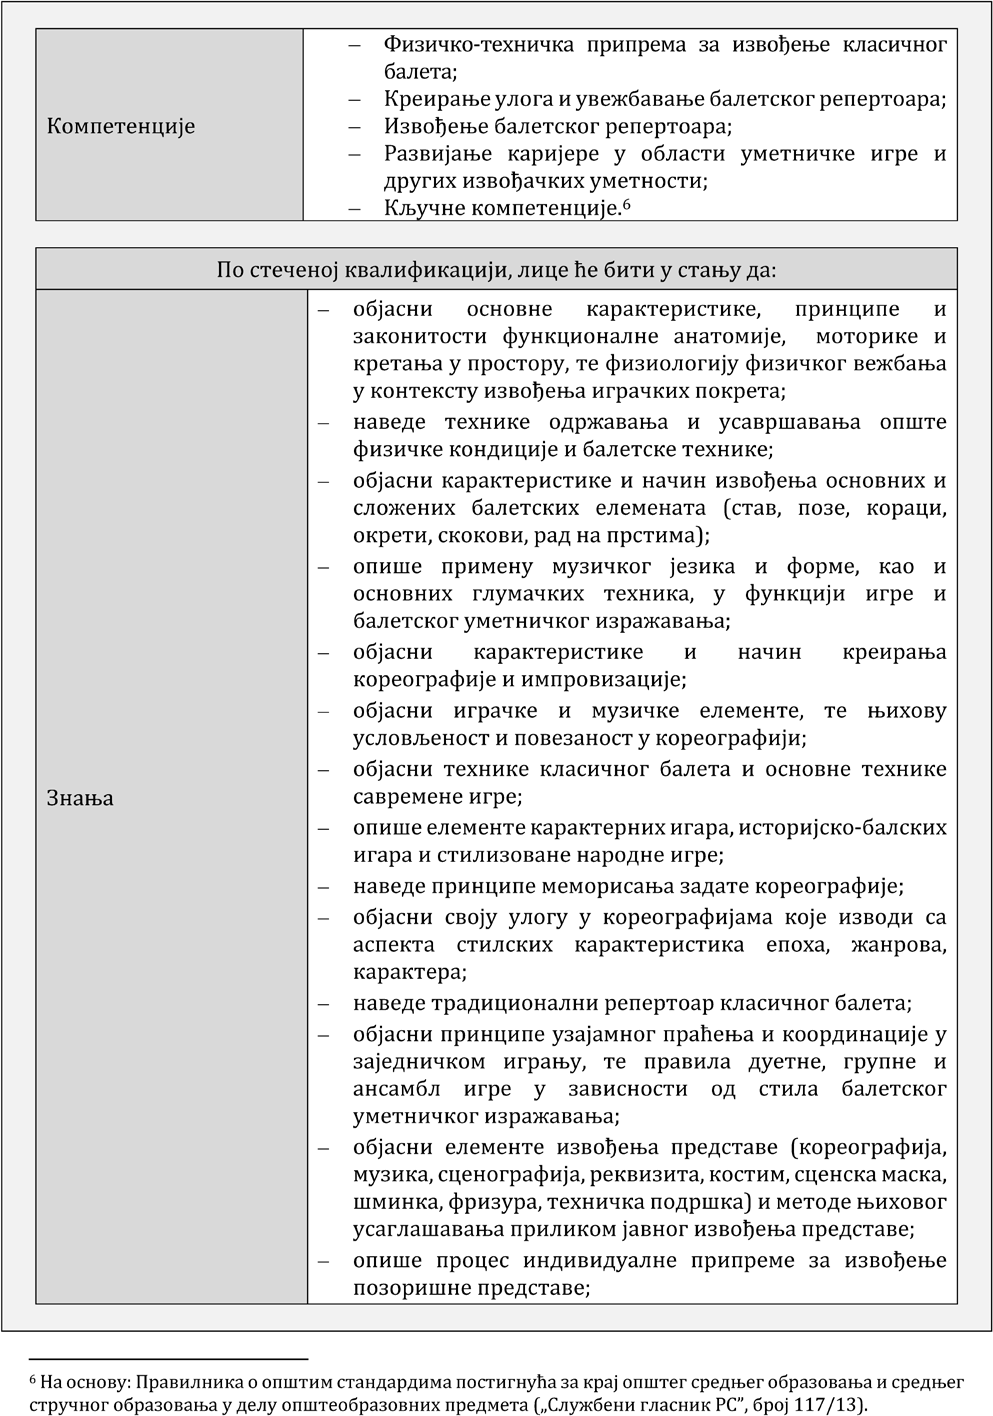 Компетенције
– Физичко-техничка припрема за извођење класичног
балета;
– Креирање улога и увежбавање балетског репертоара;
– Извођење балетског репертоара;
– Развијање каријере у области уметничке игре и
других извођачких уметности;
– Кључне компетенције.⁶
По стеченој квалификацији, лице ће бити у стању да:
Знања
– објасни основне карактеристике, принципе и
законитости функционалне анатомије, моторике и
кретања у простору, те физиологију физичког вежбања
у контексту извођења играчких покрета;
– наведе технике одржавања и усавршавања опште
физичке кондиције и балетске технике;
– објасни карактеристике и начин извођења основних и
сложених балетских елемената (став, позе, кораци,
окрети, скокови, рад на прстима);
– опише примену музичког језика и форме, као и
основних глумачких техника, у функцији игре и
балетског уметничког изражавања;
– објасни карактеристике и начин креирања
кореографије и импровизације;
– објасни играчке и музичке елементе, те њихову
условљеност и повезаност у кореографији;
– објасни технике класичног балета и основне технике
савремене игре;
– опише елементе карактерних игара, историјско-балских
игара и стилизоване народне игре;
– наведе принципе меморисања задате кореографије;
– објасни своју улогу у кореографијама које изводи са
аспекта стилских карактеристика епоха, жанрова,
карактера;
– наведе традиционални репертоар класичног балета;
– објасни принципе узајамног праћења и координације у
заједничком игрању, те правила дуетне, групне и
ансамбл игре у зависности од стила балетског
уметничког изражавања;
– објасни елементе извођења представе (кореографија,
музика, сценографија, реквизита, костим, сценска маска,
шминка, фризура, техничка подршка) и методе њиховог
усаглашавања приликом јавног извођења представе;
– опише процес индивидуалне припреме за извођење
позоришне представе;
⁶ На основу: Правилника о општим стандардима постигнућа за крај општег средњег образовања и средњег
стручног образовања у делу општеобразовних предмета („Службени гласник РС”, број 117/13).